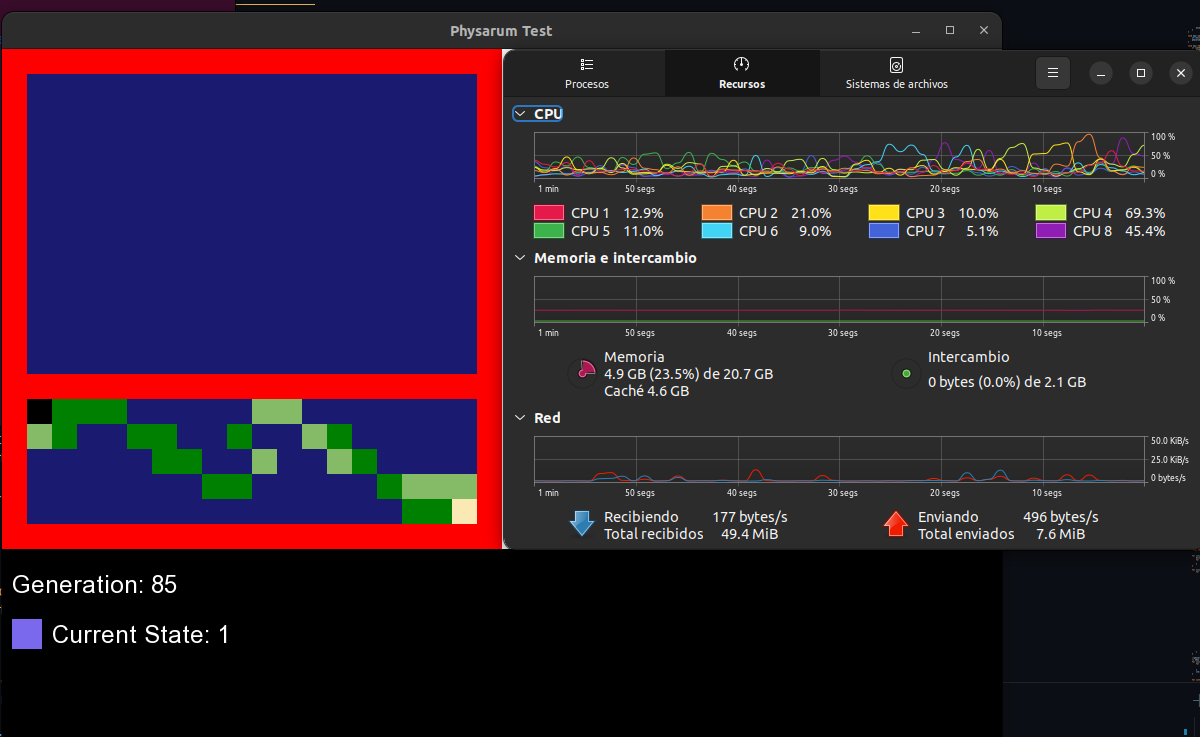 Physarum Test
Procesos
Recursos
Sistemas de archivos
CPU
100 %
50 %
0 %
1 min 50 segs 40 segs 30 segs 20 segs 10 segs
CPU 1 12.9% CPU 2 21.0% CPU 3 10.0% CPU 4 69.3%
CPU 5 11.0% CPU 6 9.0% CPU 7 5.1% CPU 8 45.4%
Memoria e intercambio
100 %
50 %
0 %
1 min 50 segs 40 segs 30 segs 20 segs 10 segs
Memoria
4.9 GB (23.5%) de 20.7 GB
Caché 4.6 GB
Intercambio
0 bytes (0.0%) de 2.1 GB
Red
50.0 KiB/s
25.0 KiB/s
0 bytes/s
1 min 50 segs 40 segs 30 segs 20 segs 10 segs
Recibiendo 177 bytes/s
Total recibidos 49.4 MiB
Enviando 496 bytes/s
Total enviados 7.6 MiB
Generation: 85
Current State: 1